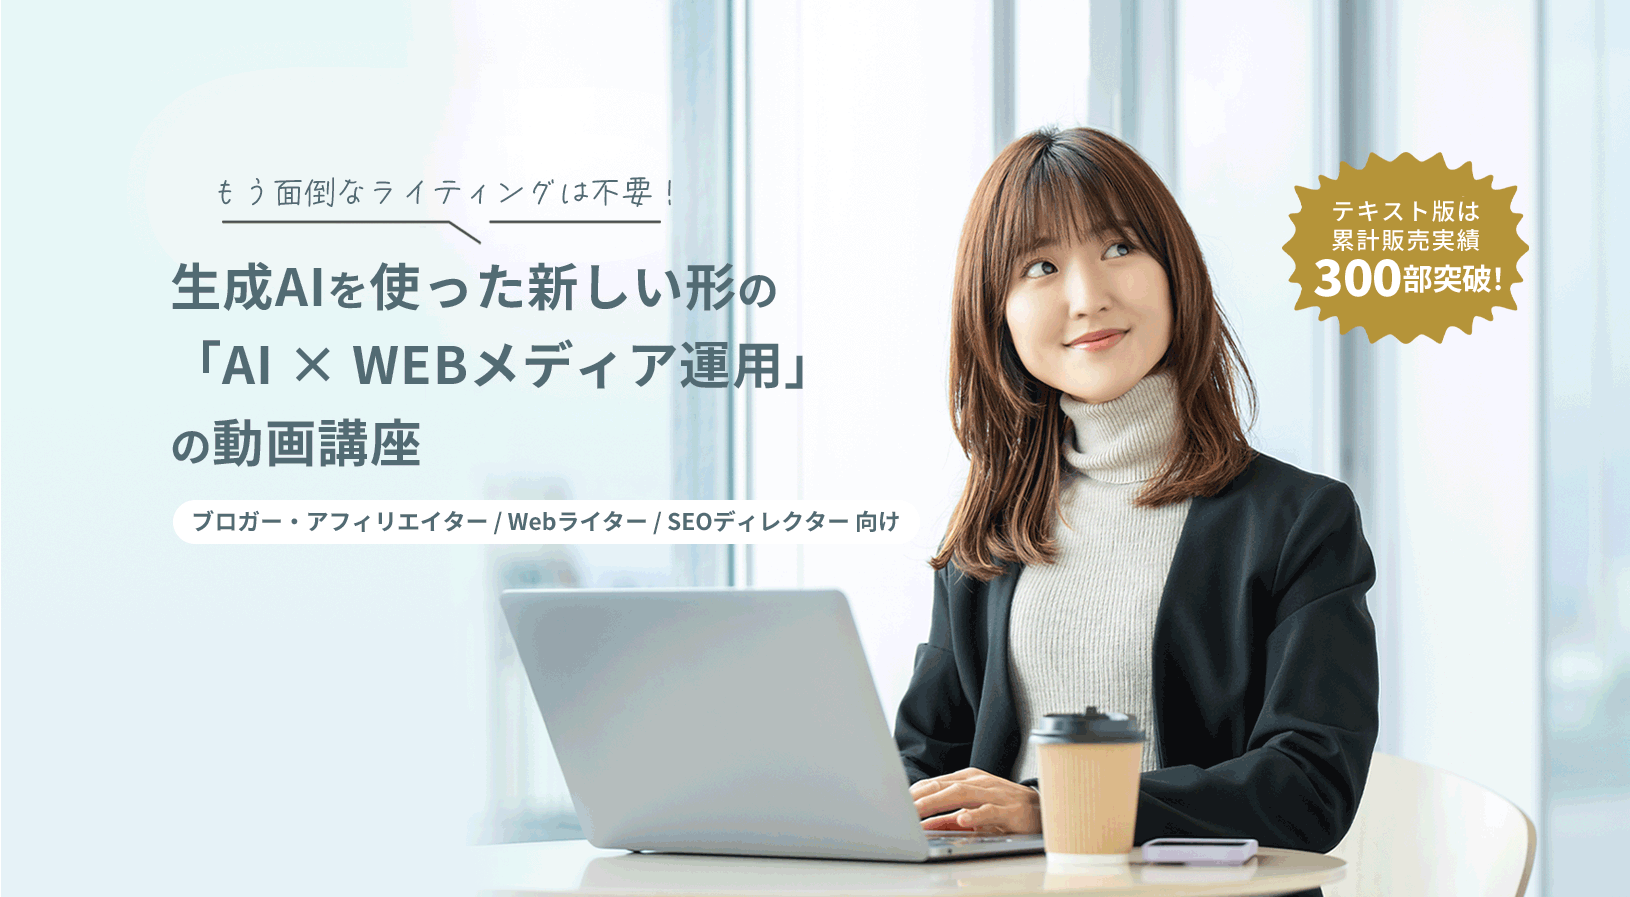 もう面倒なライティングは不要！
生成AIを使った新しい形の
「AI × WEBメディア運用」
の動画講座
ブロガー・アフィリエイター / Webライター / SEOディレクター 向け
テキスト版は
累計販売実績
300部突破!